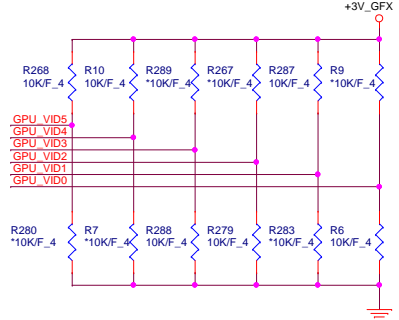 +3V_GFX
R268 R10 R289 R267 R287 R9
10K/F_4 10K/F_4 *10K/F_4 *10K/F_4 10K/F_4 *10K/F_4
GPU_VID5
GPU_VID4
GPU_VID3
GPU_VID2
GPU_VID1
GPU_VID0
R280 R7 R288 R279 R283 R6
*10K/F_4 *10K/F_4 10K/F_4 10K/F_4 *10K/F_4 10K/F_4